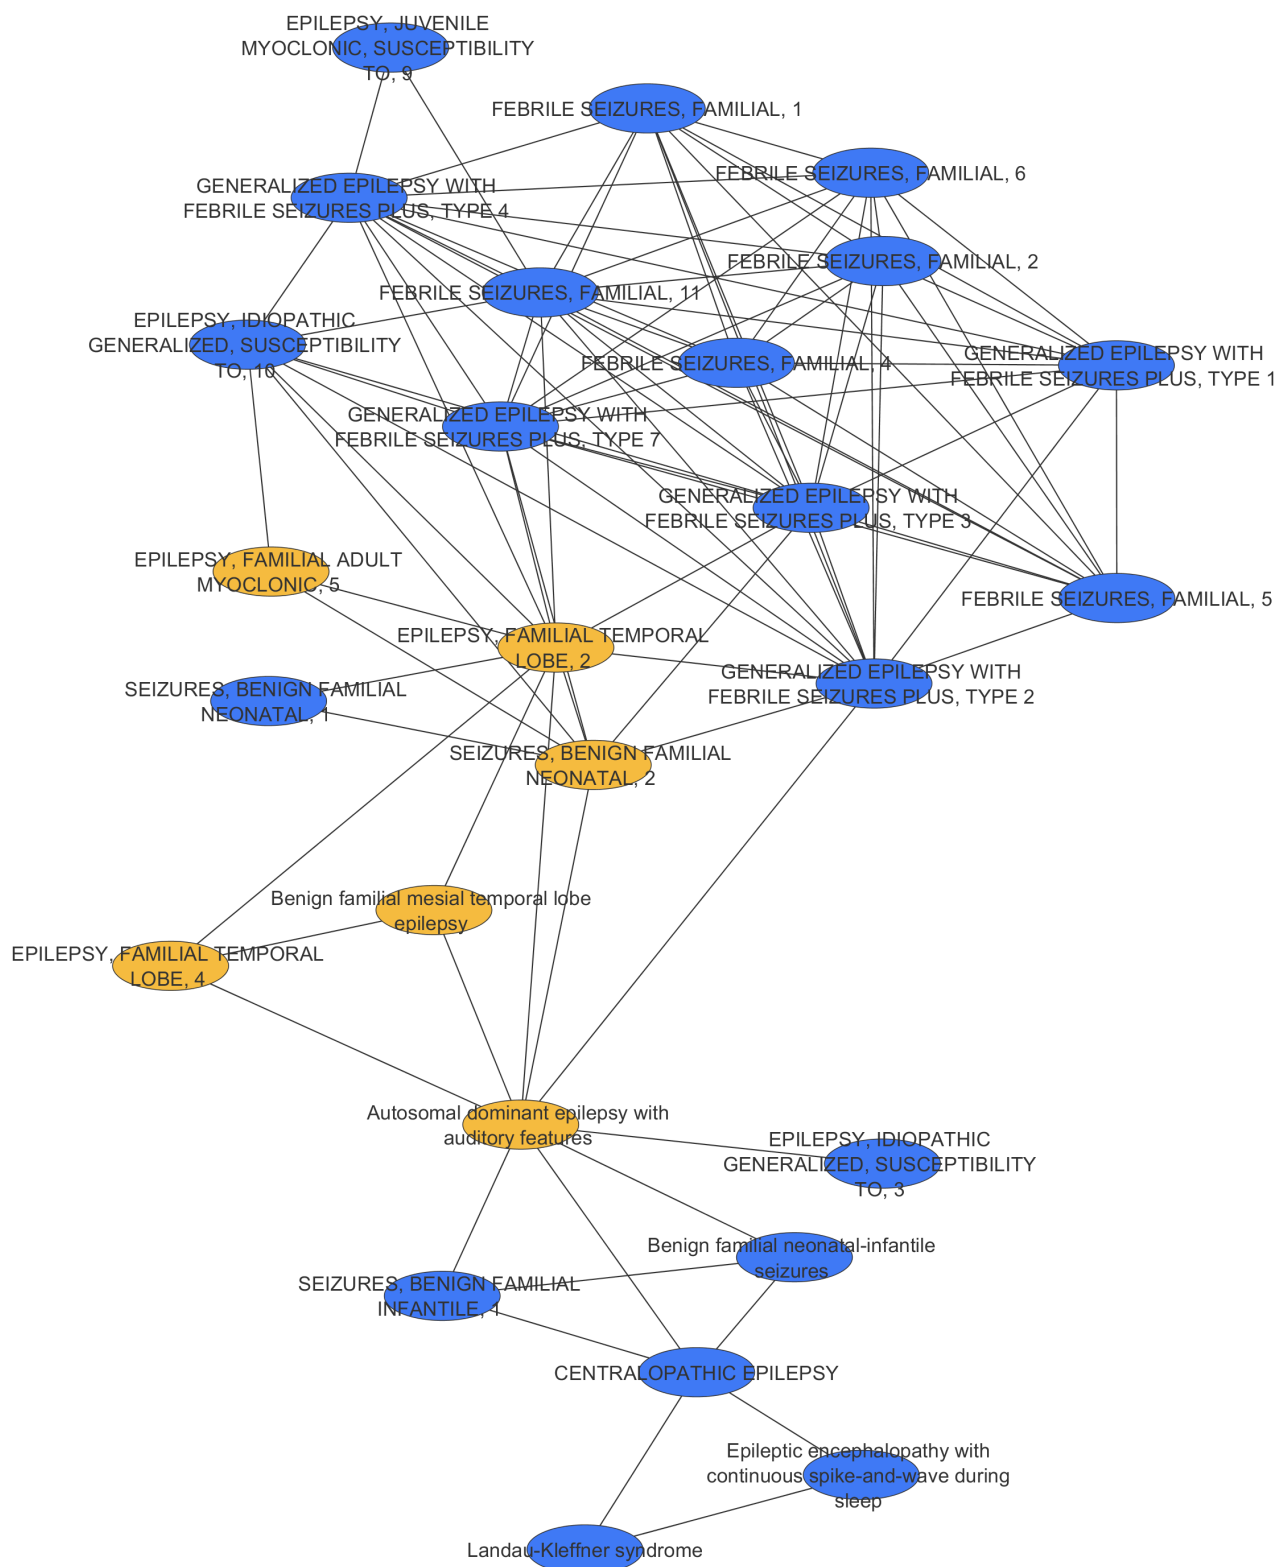 EPILEPSY, JUVENILE
MYOCLONIC, SUSCEPTIBILITY
TO, 9
FEBRILE SEIZURES, FAMILIAL, 1
FEBRILE SEIZURES, FAMILIAL, 6
GENERALIZED EPILEPSY WITH
FEBRILE SEIZURES PLUS, TYPE 4
FEBRILE SEIZURES, FAMILIAL, 2
FEBRILE SEIZURES, FAMILIAL, 11
EPILEPSY, IDIOPATHIC
GENERALIZED, SUSCEPTIBILITY
TO, 10
FEBRILE SEIZURES, FAMILIAL, 4
GENERALIZED EPILEPSY WITH
FEBRILE SEIZURES PLUS, TYPE 1
GENERALIZED EPILEPSY WITH
FEBRILE SEIZURES PLUS, TYPE 7
GENERALIZED EPILEPSY WITH
FEBRILE SEIZURES PLUS, TYPE 3
EPILEPSY, FAMILIAL ADULT
MYOCLONIC, 5
FEBRILE SEIZURES, FAMILIAL, 5
EPILEPSY, FAMILIAL TEMPORAL
LOBE, 2
GENERALIZED EPILEPSY WITH
FEBRILE SEIZURES PLUS, TYPE 2
SEIZURES, BENIGN FAMILIAL
NEONATAL, 1
SEIZURES, BENIGN FAMILIAL
NEONATAL, 2
Benign familial mesial temporal lobe
epilepsy
EPILEPSY, FAMILIAL TEMPORAL
LOBE, 4
Autosomal dominant epilepsy with
auditory features
EPILEPSY, IDIOPATHIC
GENERALIZED, SUSCEPTIBILITY
TO, 3
Benign familial neonatal-infantile
seizures
SEIZURES, BENIGN FAMILIAL
INFANTILE, 1
CENTRALOPATHIC EPILEPSY
Epileptic encephalopathy with
continuous spike-and-wave during
sleep
Landau-Kleffner syndrome